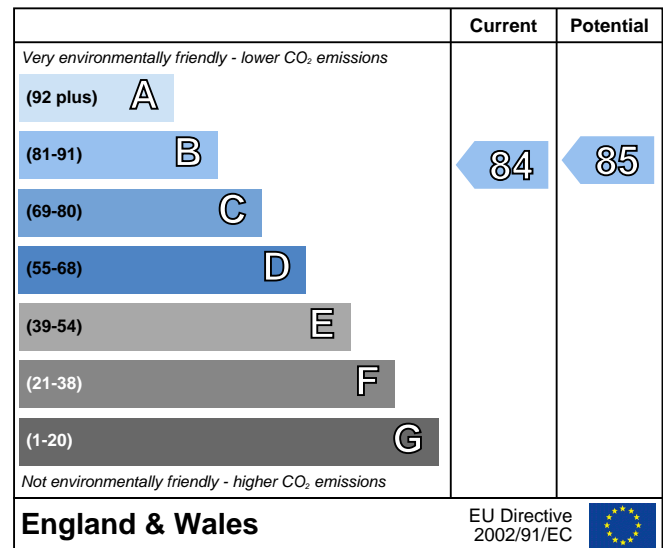 Current Potential
Very environmentally friendly - lower CO₂ emissions
(92 plus) A
(81-91) B 84 85
(69-80) C
(55-68) D
(39-54) E
(21-38) F
(1-20) G
Not environmentally friendly - higher CO₂ emissions
England & Wales
EU Directive
2002/91/EC